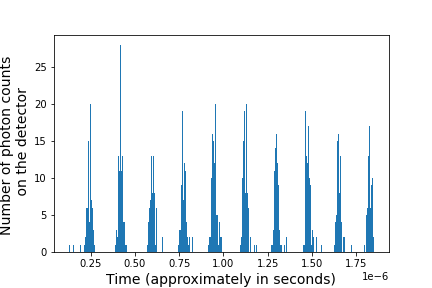 Number of photon counts
on the detector
25
20
15
10
5
0
0.25 0.50 0.75 1.00 1.25 1.50 1.75
1e−6
Time (approximately in seconds)